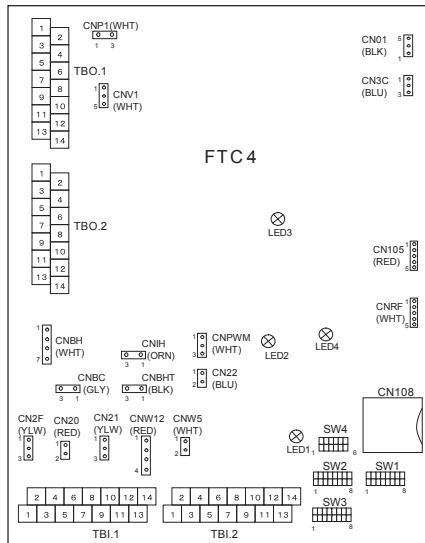 CNP1(WHT)
1 3
1
2
3
4
5
6
7
8
9
10
11
12
13
14
TBO.1
1
5
CNV1
(WHT)
CN01
(BLK)
5
1
CN3C
(BLU)
1
3
FTC4
1
2
3
4
5
6
7
8
9
10
11
12
13
14
TBO.2
LED3
CN105
(RED)
1
5
CNRF
(WHT)
1
5
1
7
CNBH
(WHT)
CNIH
(ORN)
3 1
1
3
CNPWM
(WHT)
LED2
LED4
CNBC
(GLY)
3 1
CNBHT
(BLK)
3 1
1
2
CN22
(BLU)
CN108
CN2F
(YLW)
1
3
CN20
(RED)
1
2
CN21
(YLW)
1
3
CNW12
(RED)
1
4
CNW5
(WHT)
1
2
LED1
SW4
1 6
SW2
1 8
SW1
1 8
SW3
1 8
2 4 6 8 10 12 14
1 3 5 7 9 11 13
TBI.1
2 4 6 8 10 12 14
1 3 5 7 9 11 13
TBI.2